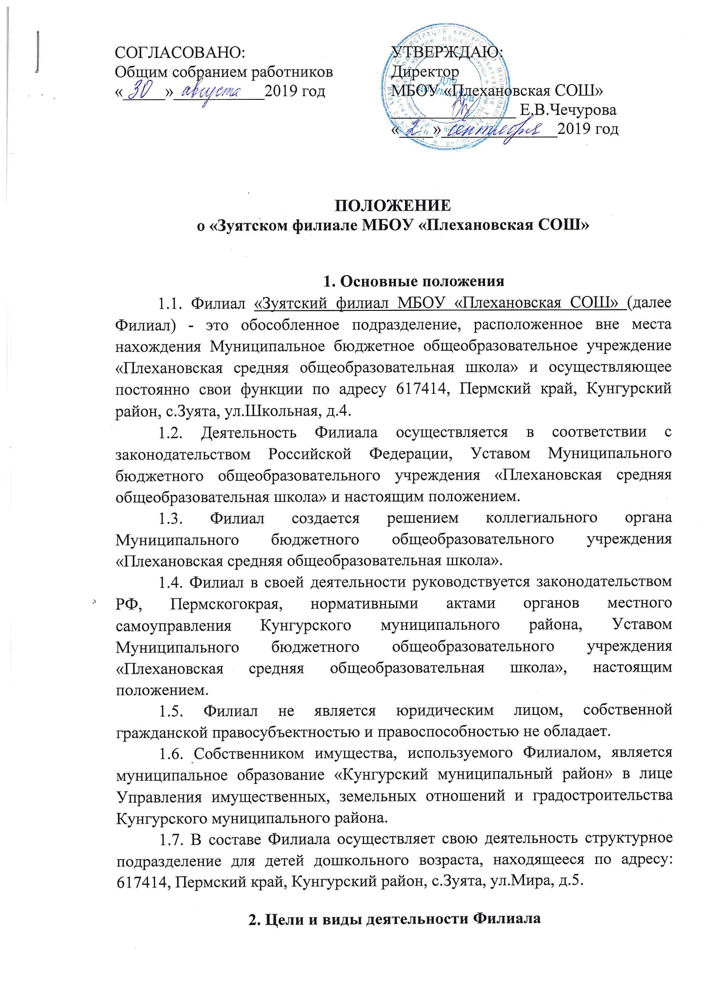 СОГЛАСОВАНО:
Общим собранием работников
« 30 » августа 2019 год
УТВЕРЖДАЮ:
Директор
МБОУ «Плехановская СОШ»
Е.В.Чечурова
« 2 » сентября 2019 год
для
документов
ПОЛОЖЕНИЕ
о «Зуятском филиале МБОУ «Плехановская СОШ»
1. Основные положения
1.1. Филиал «Зуятский филиал МБОУ «Плехановская СОШ» (далее
Филиал) - это обособленное подразделение, расположенное вне места
нахождения Муниципальное бюджетное общеобразовательное учреждение
«Плехановская средняя общеобразовательная школа» и осуществляющее
постоянно свои функции по адресу 617414, Пермский край, Кунгурский
район, с.Зуята, ул.Школьная, д.4.
1.2. Деятельность Филиала осуществляется в соответствии с
законодательством Российской Федерации, Уставом Муниципального
бюджетного общеобразовательного учреждения «Плехановская средняя
общеобразовательная школа» и настоящим положением.
1.3. Филиал создается решением коллегиального органа
Муниципального бюджетного общеобразовательного учреждения
«Плехановская средняя общеобразовательная школа».
1.4. Филиал в своей деятельности руководствуется законодательством
РФ, Пермскогокрая, нормативными актами органов местного
самоуправления Кунгурского муниципального района, Уставом
Муниципального бюджетного общеобразовательного учреждения
«Плехановская средняя общеобразовательная школа», настоящим
положением.
1.5. Филиал не является юридическим лицом, собственной
гражданской правосубъектностью и правоспособностью не обладает.
1.6. Собственником имущества, используемого Филиалом, является
муниципальное образование «Кунгурский муниципальный район» в лице
Управления имущественных, земельных отношений и градостроительства
Кунгурского муниципального района.
1.7. В составе Филиала осуществляет свою деятельность структурное
подразделение для детей дошкольного возраста, находящееся по адресу:
617414, Пермский край, Кунгурский район, с.Зуята, ул.Мира, д.5.
2. Цели и виды деятельности Филиала